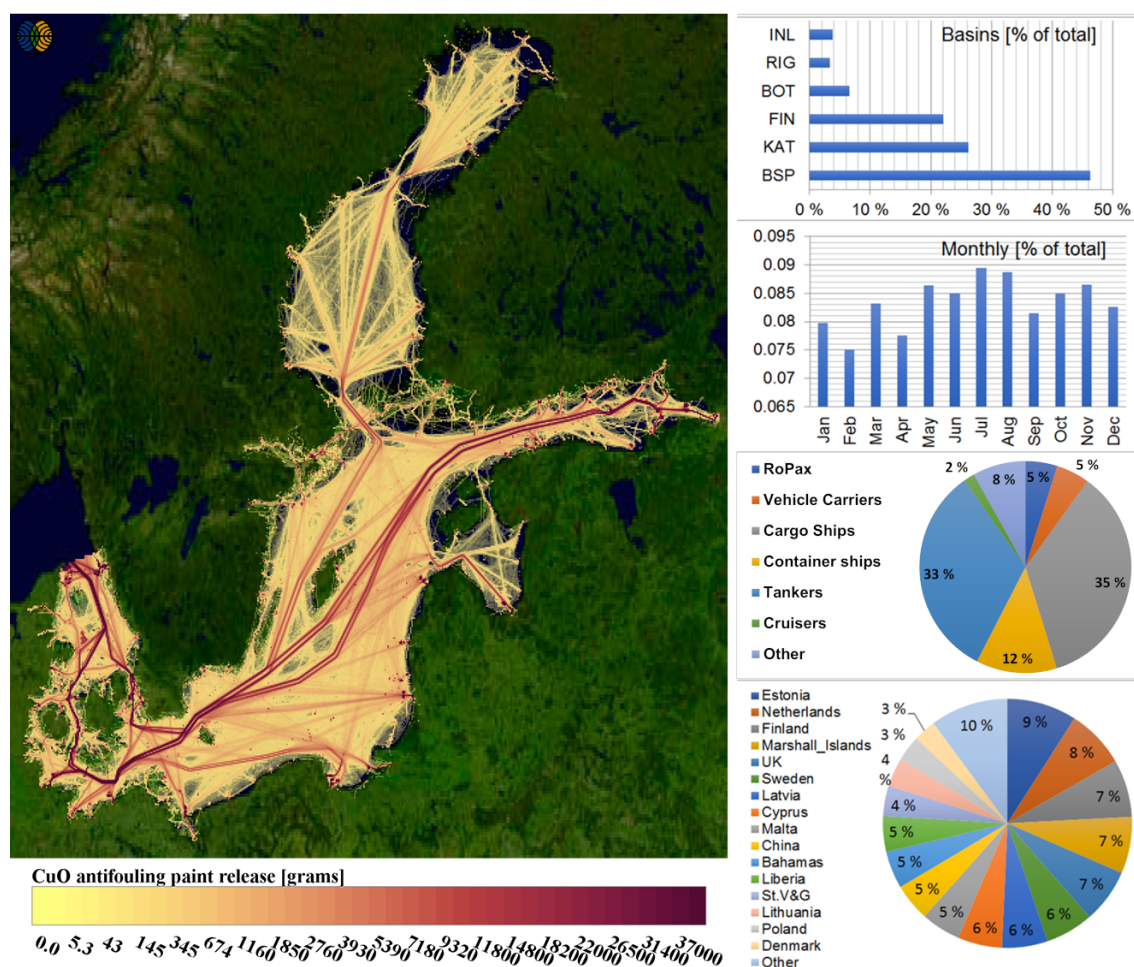 INL
RIG
BOT
FIN
KAT
BSP
Basins [% of total]
0 % 10 % 20 % 30 % 40 % 50 %
Monthly [% of total]
0.095
0.09
0.085
0.08
0.075
0.07
0.065
Jan Feb Mar Apr May Jun Jul Aug Sep Oct Nov Dec
RoPax
Vehicle Carriers
Cargo Ships
Container ships
Tankers
Cruisers
Other
2 %
8 %
5 %
5 %
33 %
35 %
12 %
Estonia
Netherlands
Finland
Marshall_Islands
UK
Sweden
Latvia
Cyprus
Malta
China
Bahamas
Liberia
St.V&G
Lithuania
Poland
Denmark
Other
9 %
8 %
7 %
7 %
7 %
6 %
6 %
6 %
5 %
5 %
5 %
5 %
4 %
4
%
3 %
3 %
10 %
CuO antifouling paint release [grams]
0.0 5.3 43 145 345 674 1160 1850 2760 3930 5390 7180 9320 11800 14800 18200 22000 26500 31400 37000